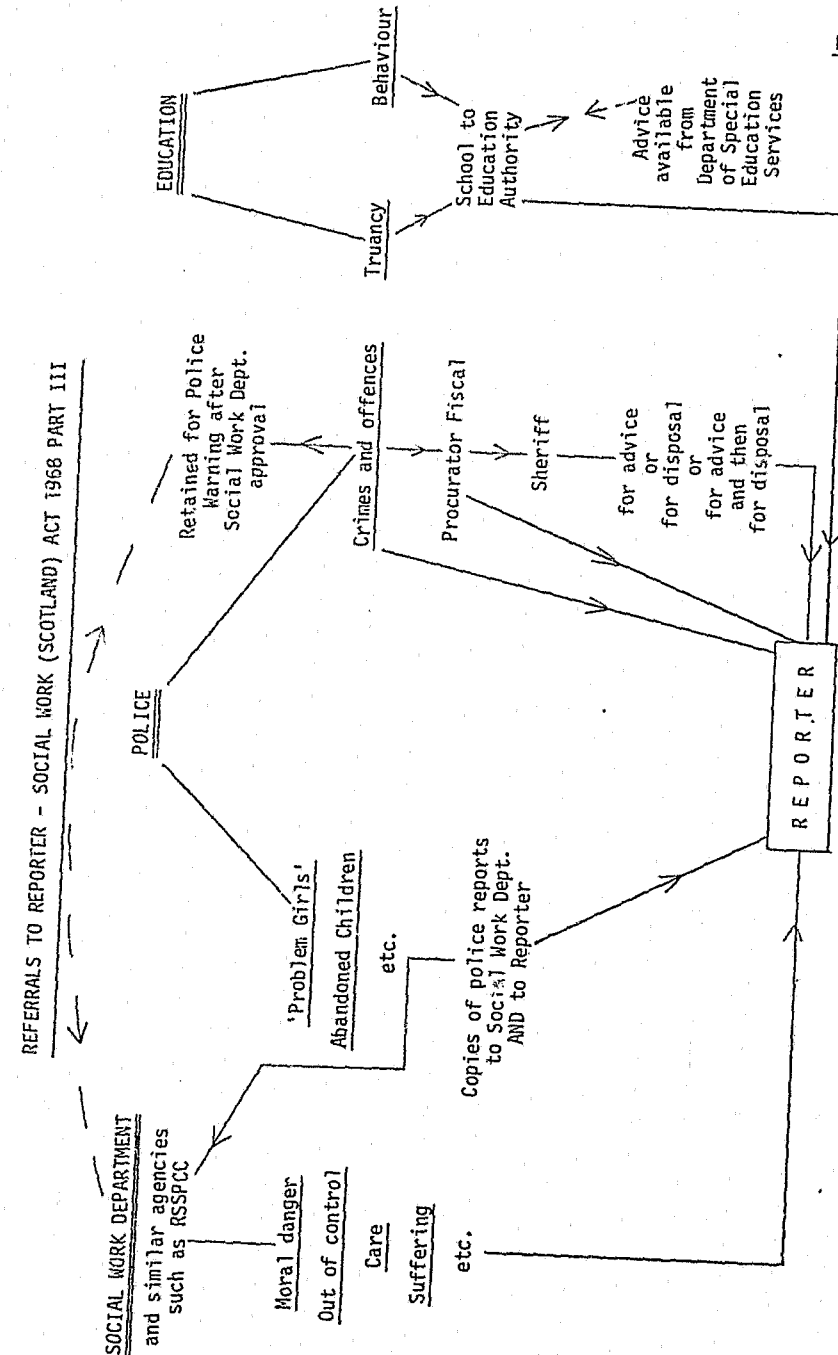 REFERRALS TO REPORTER - SOCIAL WORK (SCOTLAND) ACT 1968 PART III
SOCIAL WORK DEPARTMENT
and similar agencies
such as RSSPCC
Moral danger
Out of control
Care
Suffering
etc.
POLICE
'Problem Girls'
Abandoned Children
etc.
Copies of police reports
to Social Work Dept.
AND to Reporter
Retained for Police
Warning after
Social Work Dept.
approval
Crimes and offences
Procurator Fiscal
Sheriff
for advice
or
for disposal
or
for advice
and then
for disposal
EDUCATION
Truancy
Behaviour
School to
Education
Authority
Advice
available
from
Department
of Special
Education
Services
REPORTER